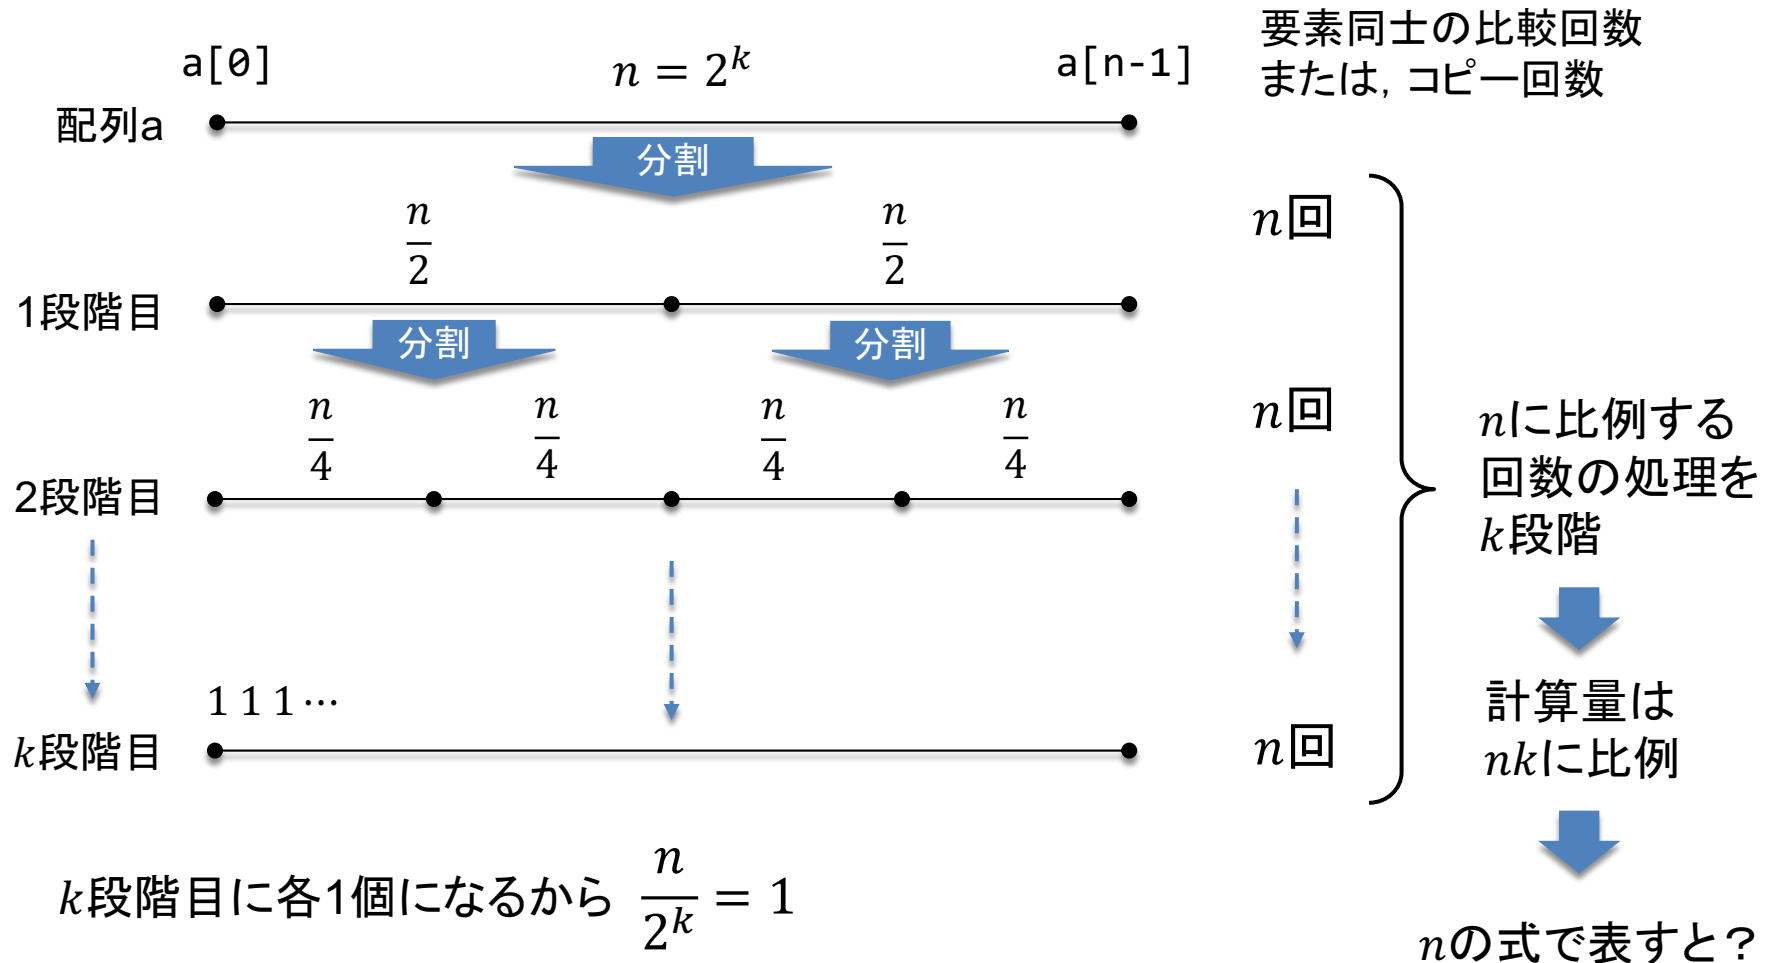 要素同士の比較回数
または, コピー回数
a[0]
n = 2^k
a[n-1]
配列a
分割
n回
n/2
n/2
1段階目
分割
分割
n回
n/4
n/4
n/4
n/4
2段階目
nに比例する
回数の処理を
k段階
1 1 1 ⋯
k段階目
n回
計算量は
nkに比例
k段階目に各1個になるから n/2^k = 1
nの式で表すと？